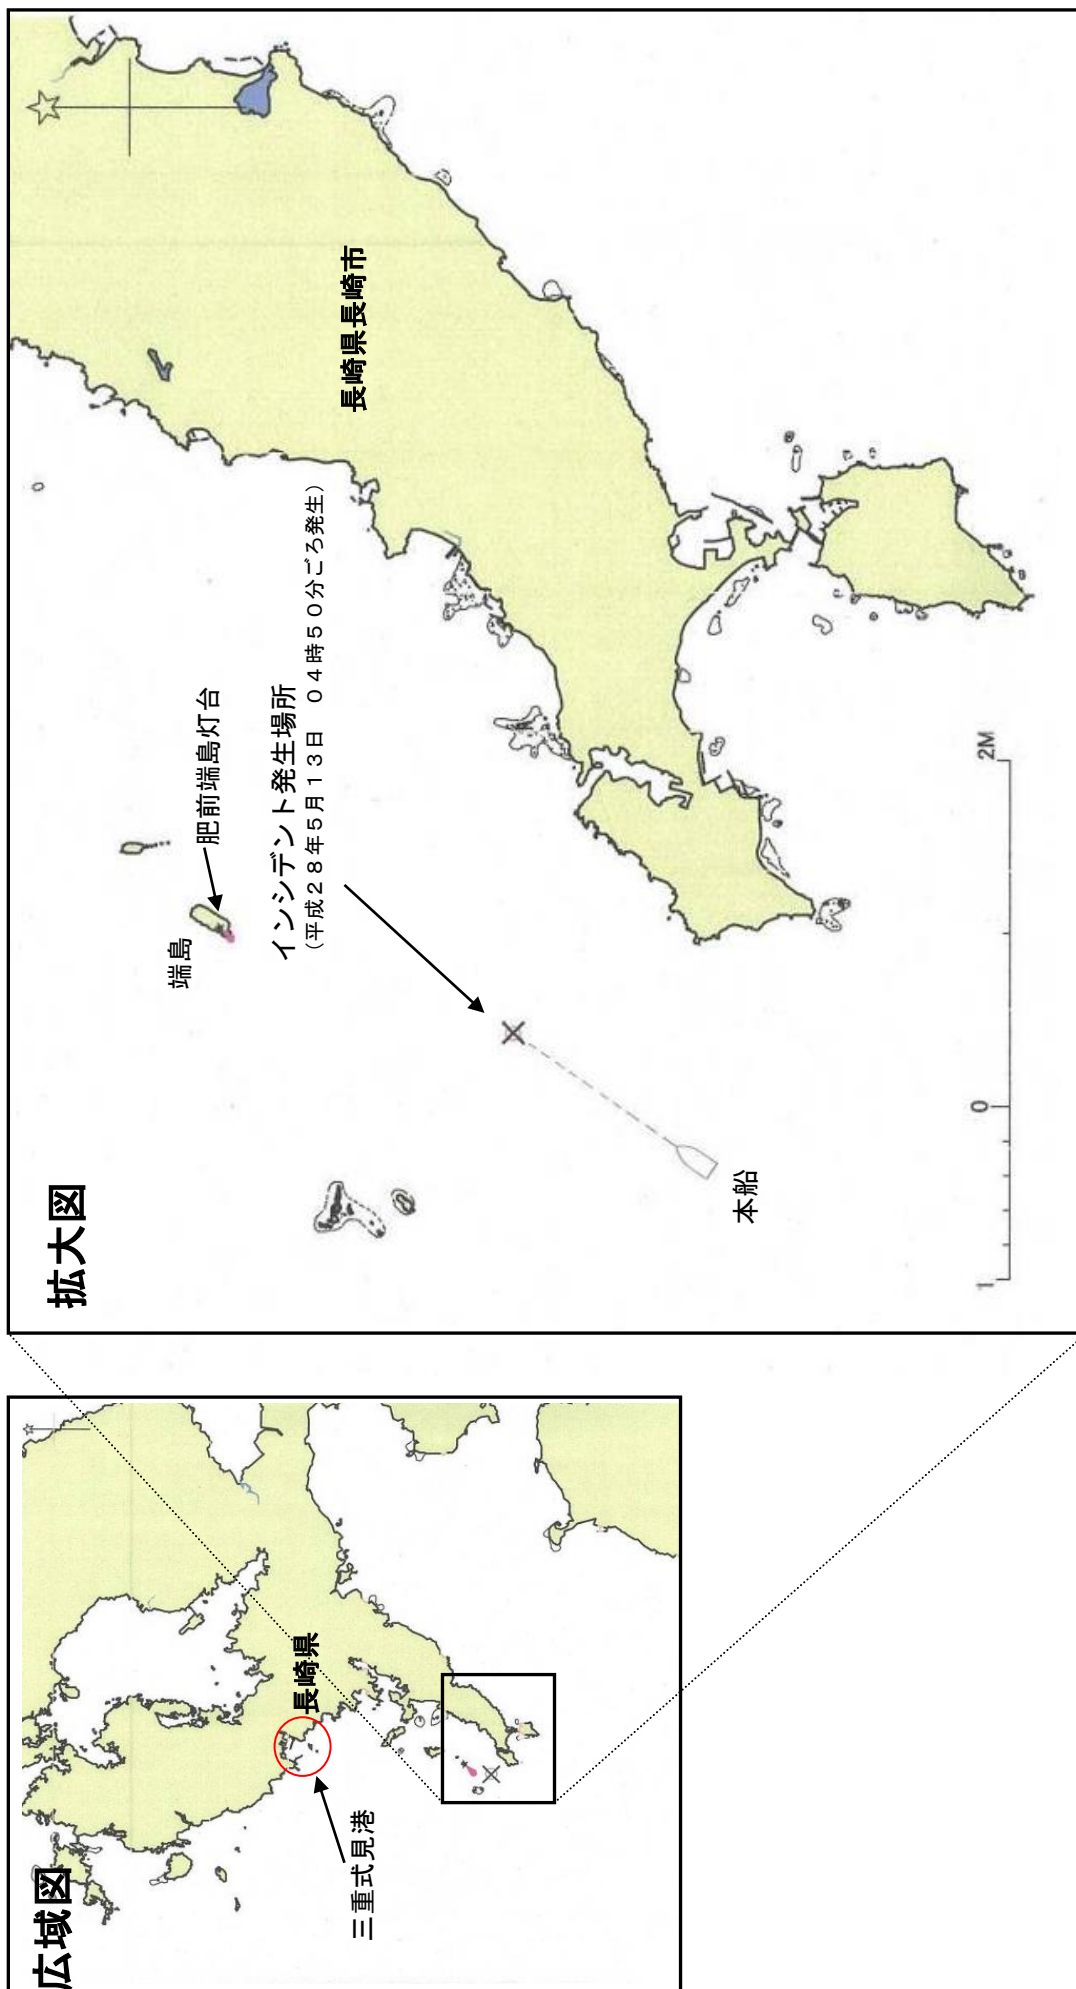 広域図
長崎県
三重式見港
拡大図
長崎県長崎市
肥前端島灯台
端島
インシデント発生場所
(平成28年5月13日 04時50分ごろ発生)
本船
1 0 2M